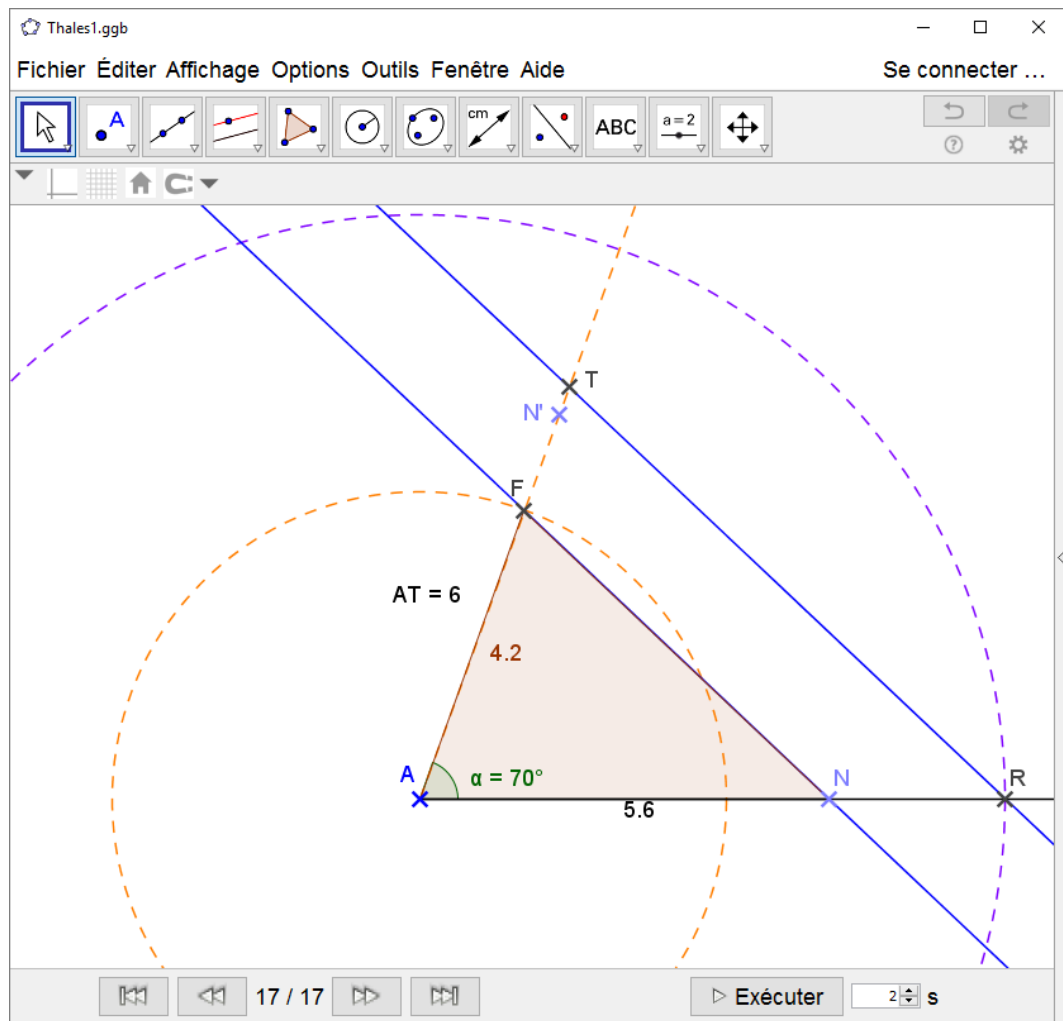 Thales1.ggb
Fichier Éditer Affichage Options Outils Fenêtre Aide Se connecter ...
A cm ABC a = 2
T
N'
F
AT = 6
4.2
A α = 70° N R
5.6
17 / 17 Exécuter 2 s